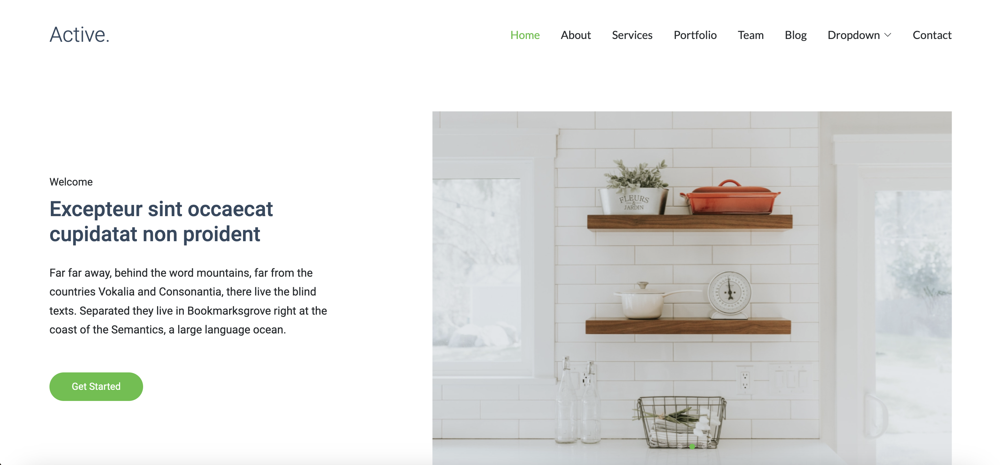 Active.
Home About Services Portfolio Team Blog Dropdown Contact
Welcome
Excepteur sint occaecat
cupidatat non proident
Far far away, behind the word mountains, far from the
countries Vokalia and Consonantia, there live the blind
texts. Separated they live in Bookmarksgrove right at the
coast of the Semantics, a large language ocean.
Get Started
FLEURS
&
JARDIN